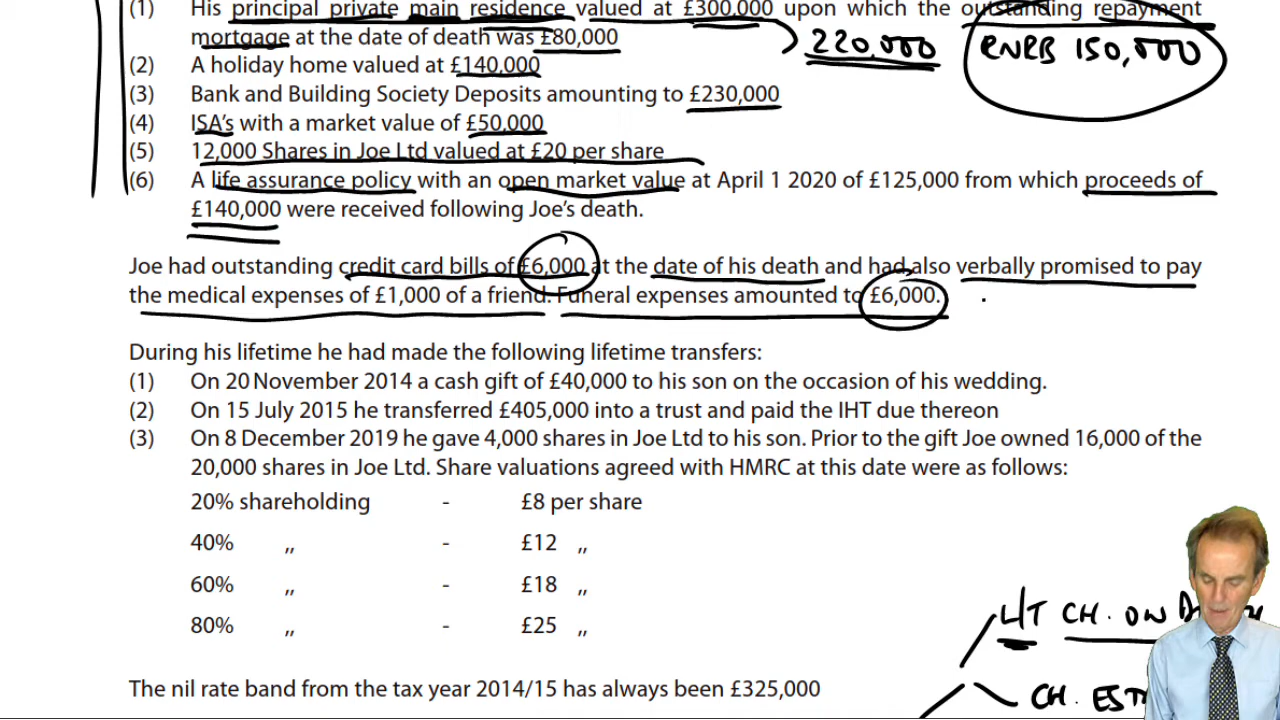 (1) His principal private main residence valued at £300,000 upon which the outstanding repayment
mortgage at the date of death was £80,000
220,000
RNRB 150,000
(2) A holiday home valued at £140,000
(3) Bank and Building Society Deposits amounting to £230,000
(4) ISA's with a market value of £50,000
(5) 12,000 Shares in Joe Ltd valued at £20 per share
(6) A life assurance policy with an open market value at April 1 2020 of £125,000 from which proceeds of
£140,000 were received following Joe's death.
Joe had outstanding credit card bills of £6,000 at the date of his death and had also verbally promised to pay
the medical expenses of £1,000 of a friend. Funeral expenses amounted to £6,000.
During his lifetime he had made the following lifetime transfers:
(1) On 20 November 2014 a cash gift of £40,000 to his son on the occasion of his wedding.
(2) On 15 July 2015 he transferred £405,000 into a trust and paid the IHT due thereon
(3) On 8 December 2019 he gave 4,000 shares in Joe Ltd to his son. Prior to the gift Joe owned 16,000 of the
20,000 shares in Joe Ltd. Share valuations agreed with HMRC at this date were as follows:
20% shareholding - £8 per share
40% „ - £12 „
60% „ - £18 „
80% „ - £25 „
L/T CH. ON
CH.
The nil rate band from the tax year 2014/15 has always been £325,000